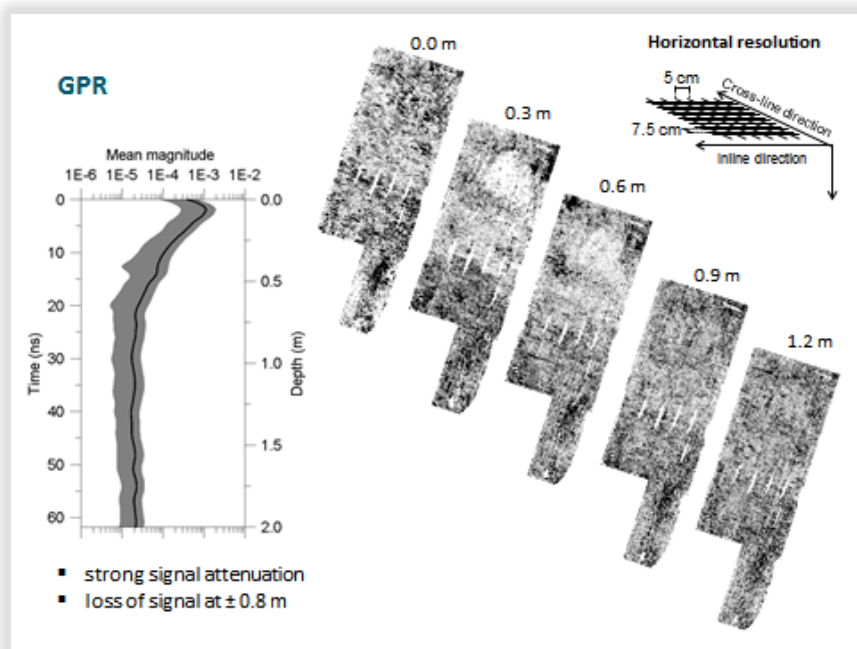 GPR
Mean magnitude
1E-6 1E-5 1E-4 1E-3 1E-2
0
10
20
30
40
50
60
Time (ns)
0.0
0.5
1.0
1.5
2.0
Depth (m)
0.0 m
0.3 m
0.6 m
0.9 m
1.2 m
Horizontal resolution
5 cm
Cross-line direction
7.5 cm
Inline direction
▪ strong signal attenuation
▪ loss of signal at ± 0.8 m